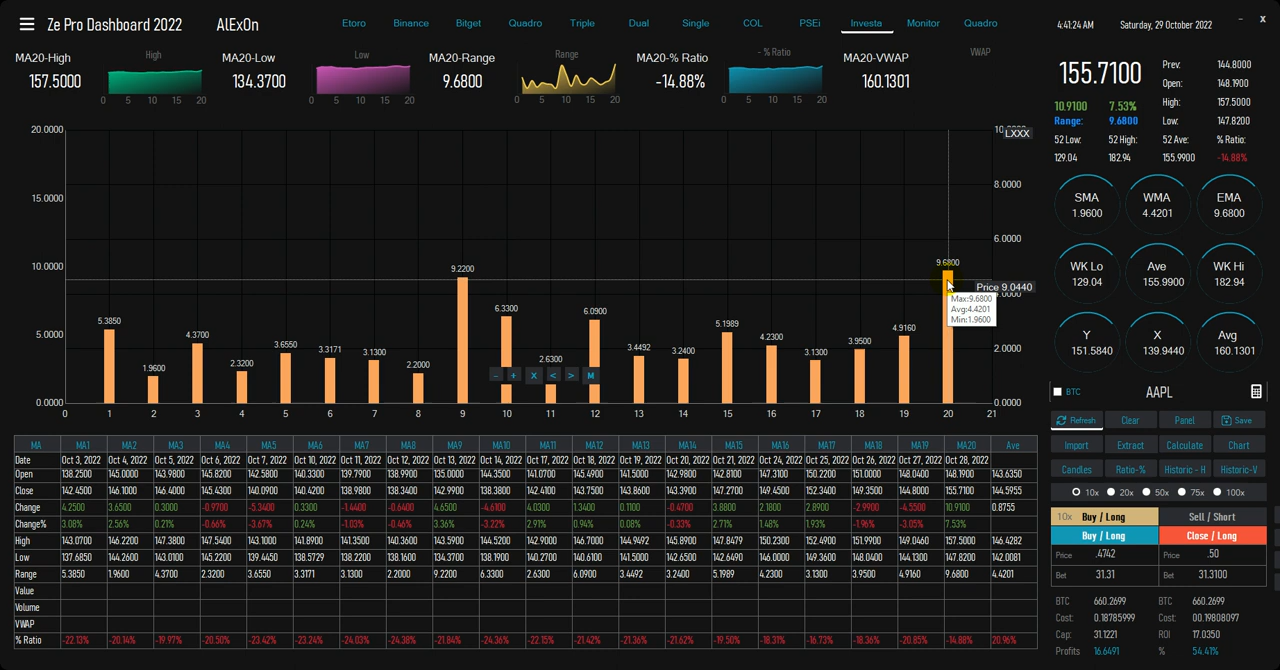 Ze Pro Dashboard 2022 AlExOn Etoro Binance Bitget Quadro Triple Dual Single COL PSEi Investa Monitor Quadro 4:41:24 AM Saturday, 29 October 2022 – X
MA20-High High MA20-Low Low MA20-Range Range MA20-% Ratio - % Ratio MA20-VWAP VWAP
157.5000 134.3700 9.6800 -14.88% 160.1301
0 5 10 15 20 0 5 10 15 20 0 5 10 15 20 0 5 10 15 20
155.7100 Prev: 144.8000
Open: 148.1900
10.9100 7.53% High: 157.5000
Range: 9.6800 Low: 147.8200
52 Low: 52 High: 52 Ave: % Ratio:
129.04 182.94 155.9900 -14.88%
20.0000 15.0000 10.0000 5.0000 0.0000
LXXX
8.0000 6.0000 4.0000 2.0000 0.0000
5.3850 1.9600 4.3700 2.3200 3.6550 3.3171 3.1300 2.2000 9.2200 6.3300 2.6300 6.0900 3.4492 3.2400 5.1989 4.2300 3.1300 3.9500 4.9160 9.6800
Price 9.0440
Max:9.6800
Avg:4.4201
Min:1.9600
– + X < > M
0 1 2 3 4 5 6 7 8 9 10 11 12 13 14 15 16 17 18 19 20 21
SMA WMA EMA
1.9600 4.4201 9.6800
WK Lo Ave WK Hi
129.04 155.9900 182.94
Y X Avg
151.5840 139.9440 160.1301
BTC AAPL
Refresh Clear Panel Save
Import Extract Calculate Chart
Candles Ratio-% Historic - H Historic-V
10x 20x 50x 75x 100x
10x Buy / Long Sell / Short
Buy / Long Close / Long
Price .4742 Price .50
Bet 31.31 Bet 31.3100
BTC 660.2699 BTC 660.2699
Cost: 0.18785999 Cost: 00.19808097
Cap: 31.1221 ROI 17.0350
Profits 16.6491 % 54.41%
MA MA1 MA2 MA3 MA4 MA5 MA6 MA7 MA8 MA9 MA10 MA11 MA12 MA13 MA14 MA15 MA16 MA17 MA18 MA19 MA20 Ave
Date Oct 3, 2022 Oct 4, 2022 Oct 5, 2022 Oct 6, 2022 Oct 7, 2022 Oct 10, 2022 Oct 11, 2022 Oct 12, 2022 Oct 13, 2022 Oct 14, 2022 Oct 17, 2022 Oct 18, 2022 Oct 19, 2022 Oct 20, 2022 Oct 21, 2022 Oct 24, 2022 Oct 25, 2022 Oct 26, 2022 Oct 27, 2022 Oct 28, 2022
Open 138.2500 145.0000 143.9800 145.8200 142.5800 140.3300 139.7900 138.9900 135.0000 144.3500 141.0700 145.4900 141.5000 142.9800 142.8100 147.3100 150.2200 151.0000 148.0400 148.1900 143.6350
Close 142.4500 146.1000 146.4000 145.4300 140.0900 140.4200 138.9800 138.3400 142.9900 138.3800 142.4100 143.7500 143.8600 143.3900 147.2700 149.4500 152.3400 149.3500 144.8000 155.7100 144.5955
Change 4.2500 3.6500 0.3000 -0.9700 -5.3400 0.3300 -1.4400 -0.6400 4.6500 -4.6100 4.0300 1.3400 0.1100 -0.4700 3.8800 2.1800 2.8900 -2.9900 -4.5500 10.9100 0.8755
Change% 3.08% 2.56% 0.21% -0.66% -3.67% 0.24% -1.03% -0.46% 3.36% -3.22% 2.91% 0.94% 0.08% -0.33% 2.71% 1.48% 1.93% -1.96% -3.05% 7.53%
High 143.0700 146.2200 147.3800 147.5400 143.1000 141.8900 141.3500 140.3600 143.5900 144.5200 142.9000 146.7000 144.9492 145.8900 147.8479 150.2300 152.4900 151.9900 149.0460 157.5000 146.4282
Low 137.6850 144.2600 143.0100 145.2200 139.4450 138.5729 138.2200 138.1600 134.3700 138.1900 140.2700 140.6100 141.5000 142.6500 142.6490 146.0000 149.3600 148.0400 144.1300 147.8200 142.0081
Range 5.3850 1.9600 4.3700 2.3200 3.6550 3.3171 3.1300 2.2000 9.2200 6.3300 2.6300 6.0900 3.4492 3.2400 5.1989 4.2300 3.1300 3.9500 4.9160 9.6800 4.4201
Value
Volume
VWAP
% Ratio -22.13% -20.14% -19.97% -20.50% -23.42% -23.24% -24.03% -24.38% -21.84% -24.36% -22.15% -21.42% -21.36% -21.62% -19.50% -18.31% -16.73% -18.36% -20.85% -14.88% 20.96%